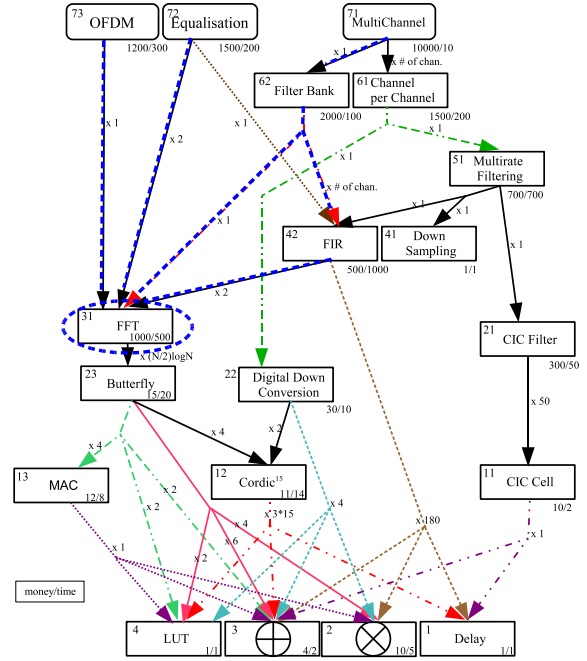 73
OFDM
1200/300
72
Equalisation
1500/200
71
MultiChannel
10000/10
x 1
x # of chan.
62
Filter Bank
2000/100
61
Channel
per Channel
1500/200
x 1
x 2
x 1
x 1
x 1
51
Multirate
Filtering
700/700
x # of chan.
x 1
x 1
x 1
x 1
42
FIR
500/1000
41
Down
Sampling
1/1
x 2
31
FFT
1000/500
x (N/2)logN
21
CIC Filter
300/50
23
Butterfly
15/20
22
Digital Down
Conversion
30/10
x 50
x 4
x 2
x 4
13
MAC
12/8
12
Cordic15
11/14
11
CIC Cell
10/2
x 2
x 2
x 4
x 3*15
x 4
x 180
x 6
x 1
x 2
x 1
money/time
4
LUT
1/1
3
4/2
2
10/5
1
Delay
1/1